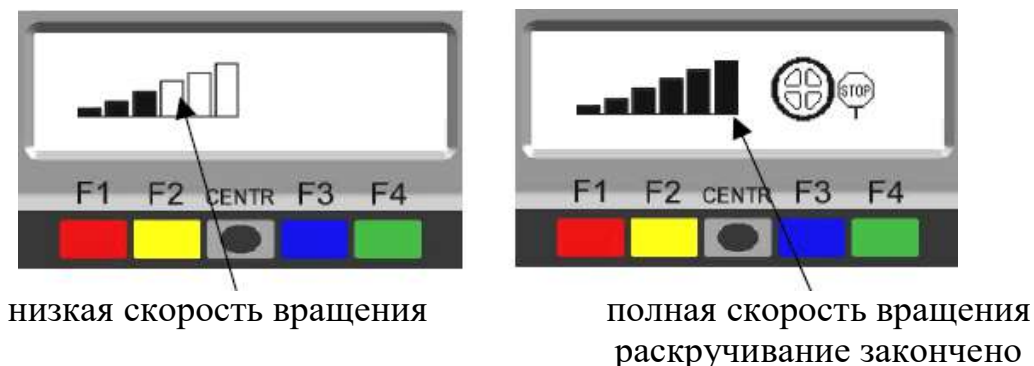 STOP
F1 F2 CENTR F3 F4
F1 F2 CENTR F3 F4
низкая скорость вращения
полная скорость вращения
раскручивание закончено